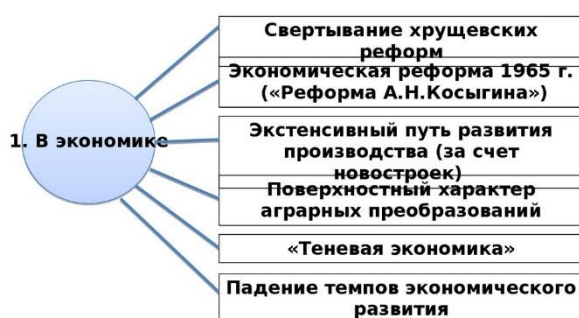 1. В экономике
Свертывание хрущевских
реформ
Экономическая реформа 1965 г.
(«Реформа А.Н.Косыгина»)
Экстенсивный путь развития
производства (за счет
новостроек)
Поверхностный характер
аграрных преобразований
«Теневая экономика»
Падение темпов экономического
развития